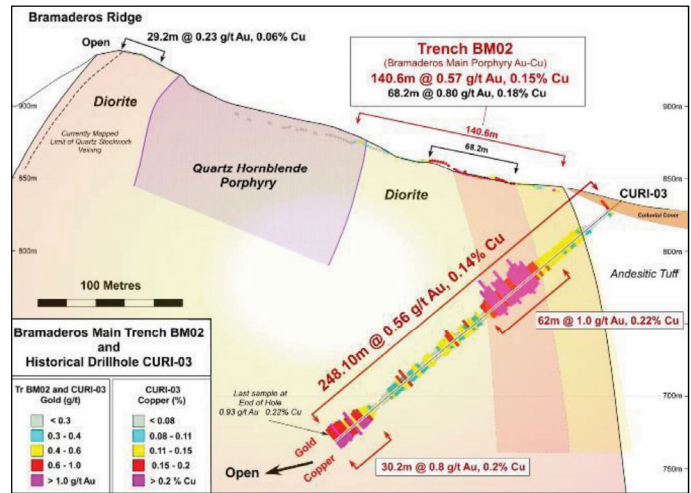 Bramaderos Ridge
Open
29.2m @ 0.23 g/t Au, 0.06% Cu
Trench BM02
(Bramaderos Main Porphyry Au-Cu)
140.6m @ 0.57 g/t Au, 0.15% Cu
68.2m @ 0.80 g/t Au, 0.18% Cu
900m
Diorite
Currently Mapped
Limit of Quartz Stockwork
Veining
140.6m
68.2m
900m
Quartz Hornblende
Porphyry
Diorite
850m
850m
CURI-03
Colluvial Cover
800m
800m
Andesitic Tuff
100 Metres
248.10m @ 0.56 g/t Au, 0.14% Cu
62m @ 1.0 g/t Au, 0.22% Cu
Bramaderos Main Trench BM02
and
Historical Drillhole CURI-03
Tr BM02 and CURI-03
Gold (g/t)
< 0.3
0.3 - 0.4
0.4 - 0.6
0.6 - 1.0
> 1.0 g/t Au
CURI-03
Copper (%)
< 0.08
0.08 - 0.11
0.11 - 0.15
0.15 - 0.2
> 0.2 % Cu
Last sample at
End of Hole
0.93 g/t Au 0.22% Cu
700m
Gold
Copper
30.2m @ 0.8 g/t Au, 0.2% Cu
Open